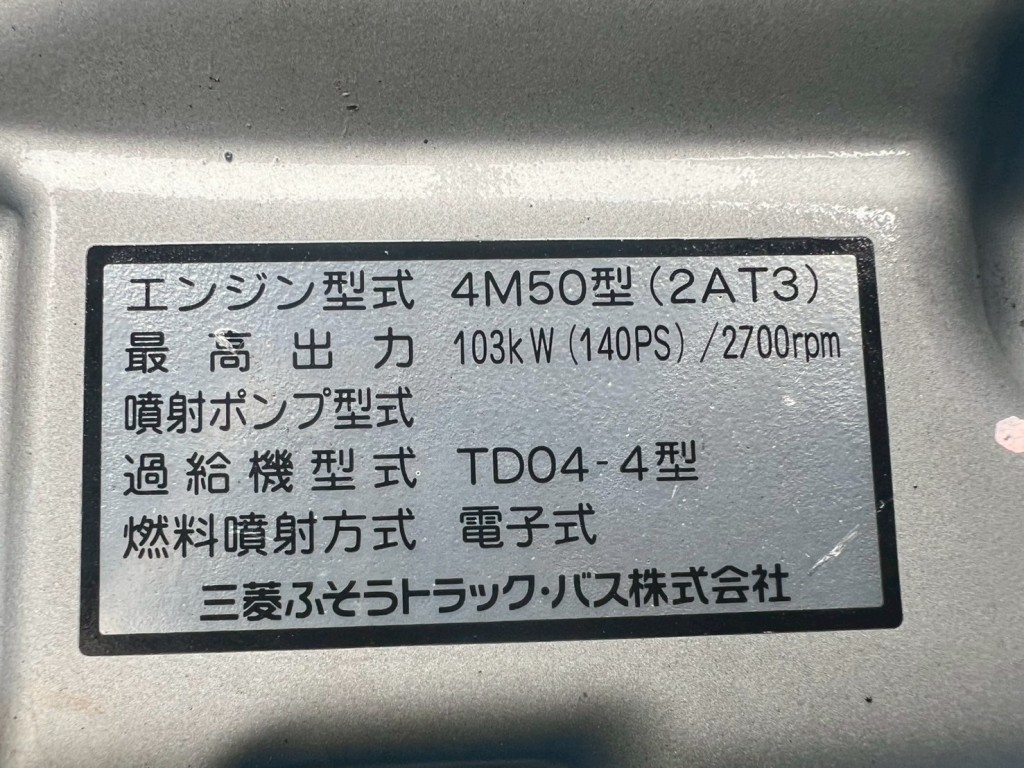 エンジン型式 4M50型(2AT3)
最高出力 103kW(140PS)/2700rpm
噴射ポンプ型式
過給機型式 TD04-4型
燃料噴射方式 電子式
三菱ふそうトラック・バス株式会社